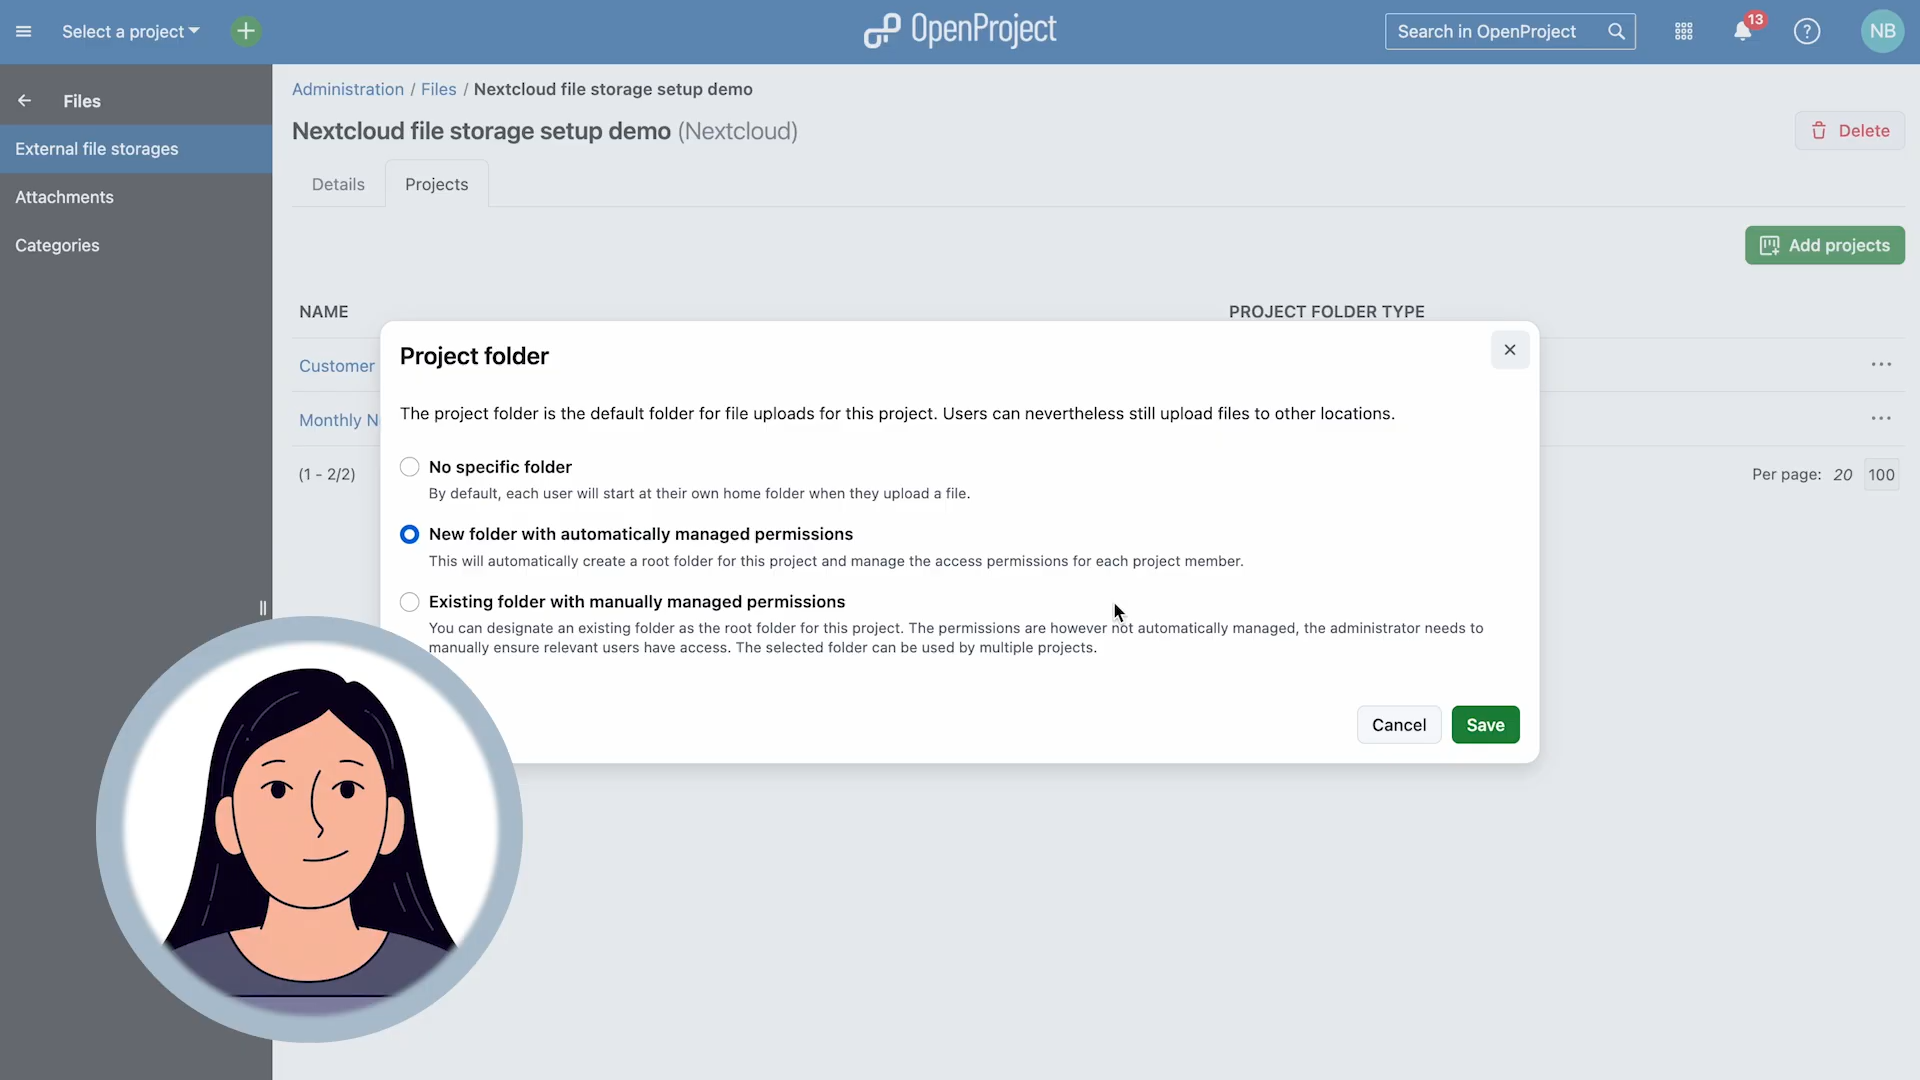 Select a project
OpenProject
Search in OpenProject
13
NB
Files
External file storages
Attachments
Categories
Administration / Files / Nextcloud file storage setup demo
Nextcloud file storage setup demo (Nextcloud)
Delete
Details
Projects
Add projects
NAME
PROJECT FOLDER TYPE
Customer
Monthly
(1 - 2/2)
Per page: 20 100
Project folder
The project folder is the default folder for file uploads for this project. Users can nevertheless still upload files to other locations.
No specific folder
By default, each user will start at their own home folder when they upload a file.
New folder with automatically managed permissions
This will automatically create a root folder for this project and manage the access permissions for each project member.
Existing folder with manually managed permissions
You can designate an existing folder as the root folder for this project. The permissions are however not automatically managed, the administrator needs to
manually ensure relevant users have access. The selected folder can be used by multiple projects.
Cancel
Save